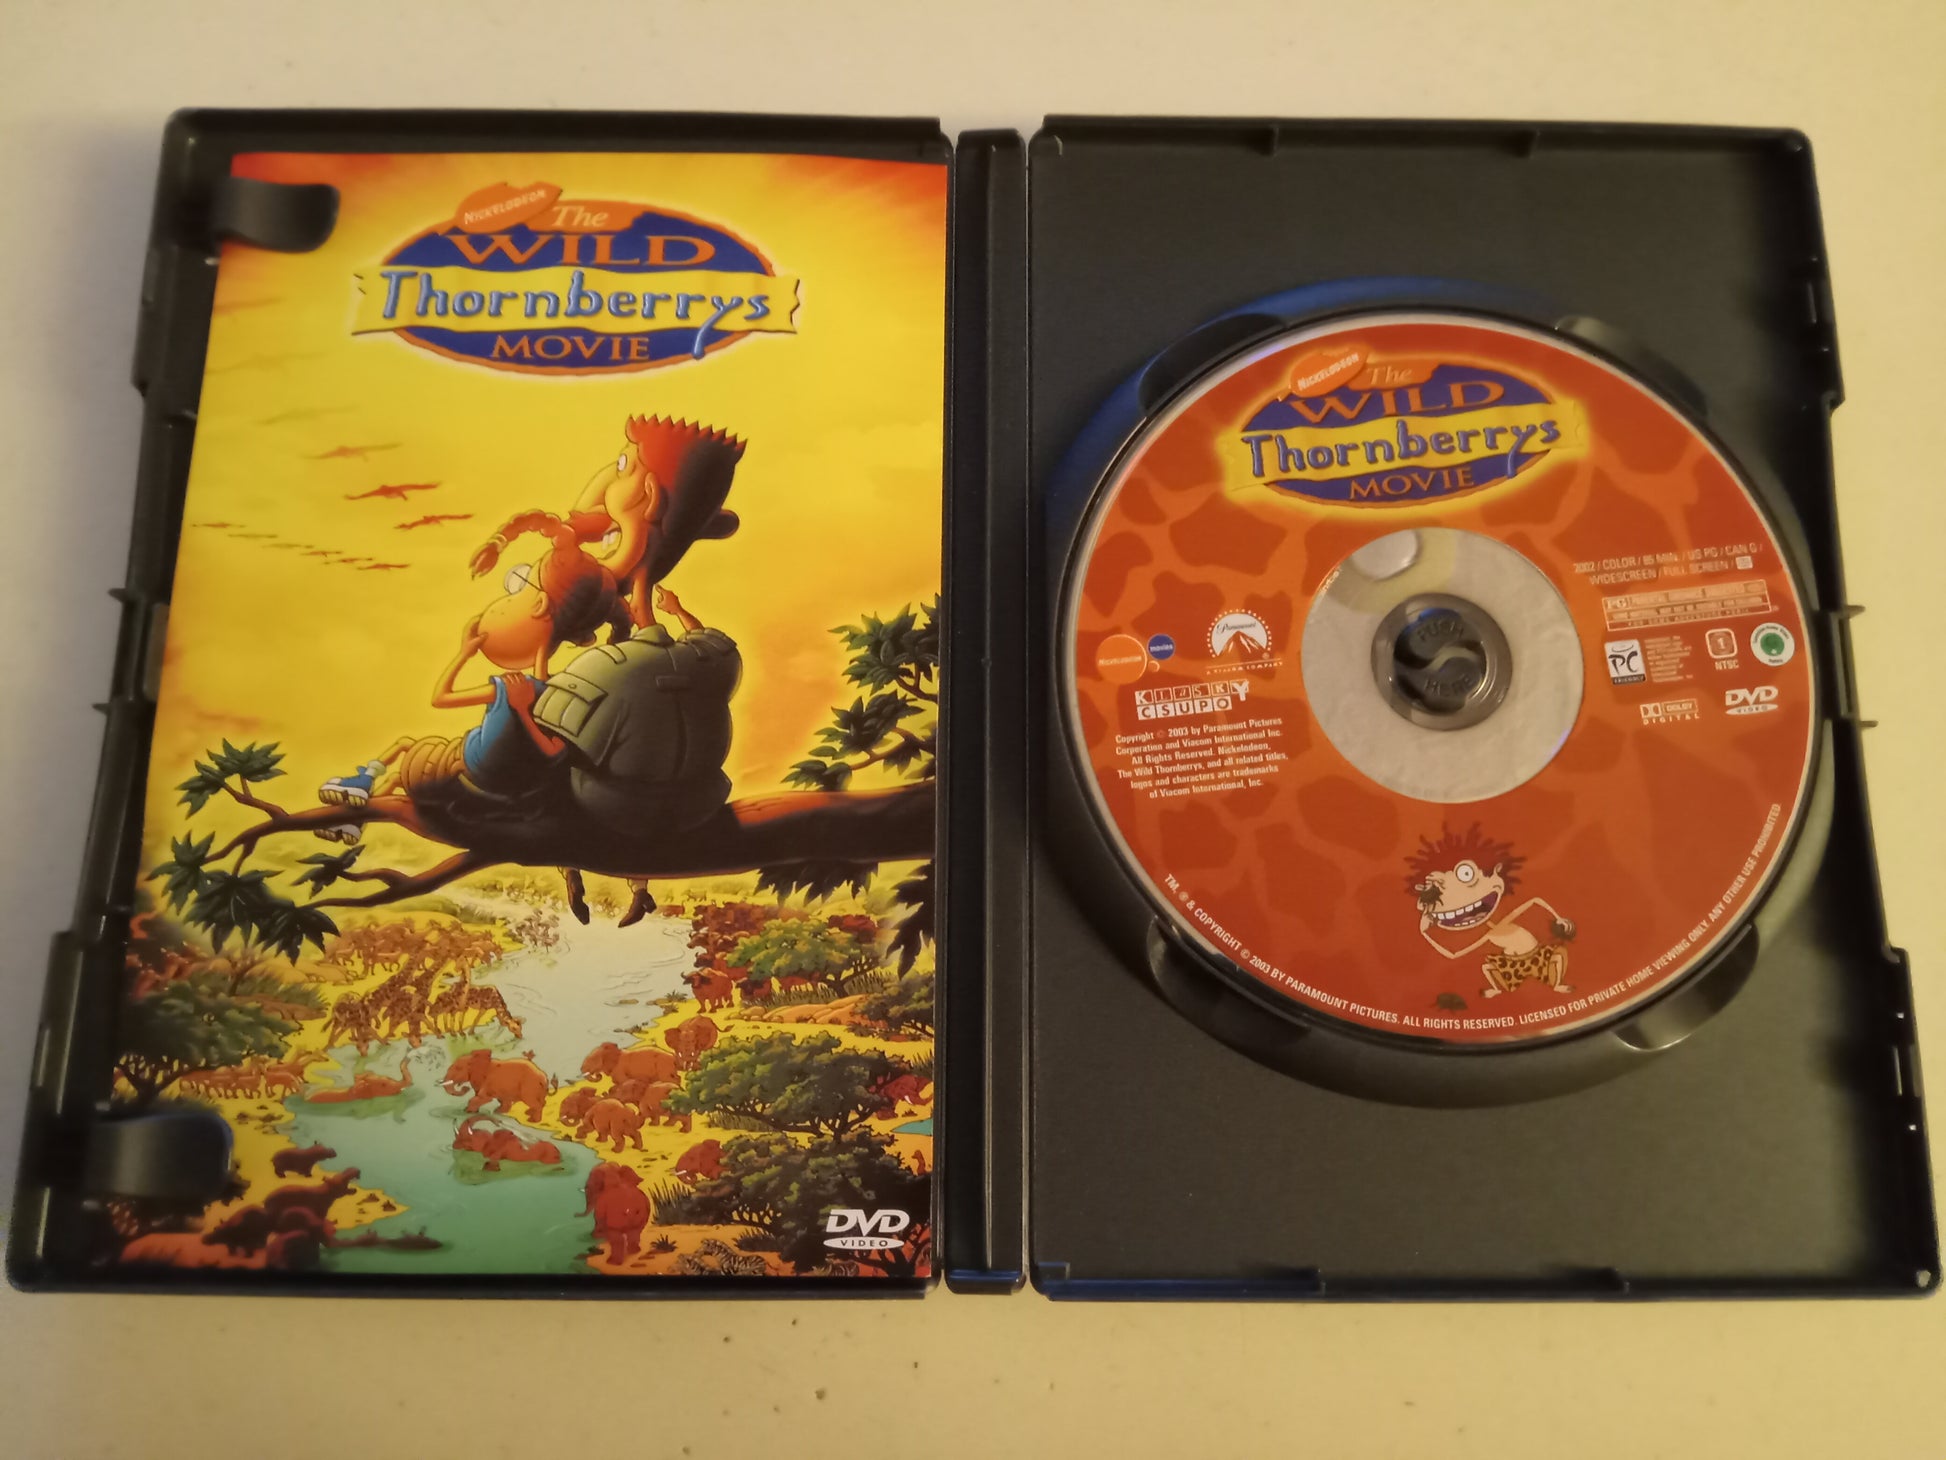 NICKELODEON
The
WILD
Thornberrys
MOVIE
DVD
VIDEO
NICKELODEON
The
WILD
Thornberrys
MOVIE
2002 / COLOR / 85 MIN. / US PG / CAN G /
WIDESCREEN / FULL SCREEN /
PG
NICKELODEON
movies
Paramount
A VIACOM COMPANY
KLASKY
CSUPO
PC
FRIENDLY
1
NTSC
DOLBY
DIGITAL
DVD
VIDEO
PUSH
HERE
Copyright © 2003 by Paramount Pictures
Corporation and Viacom International Inc.
All Rights Reserved. Nickelodeon,
The Wild Thornberrys, and all related titles,
logos and characters are trademarks
of Viacom International, Inc.
TM, ® & COPYRIGHT © 2003 BY PARAMOUNT PICTURES. ALL RIGHTS RESERVED. LICENSED FOR PRIVATE HOME VIEWING ONLY. ANY OTHER USE PROHIBITED